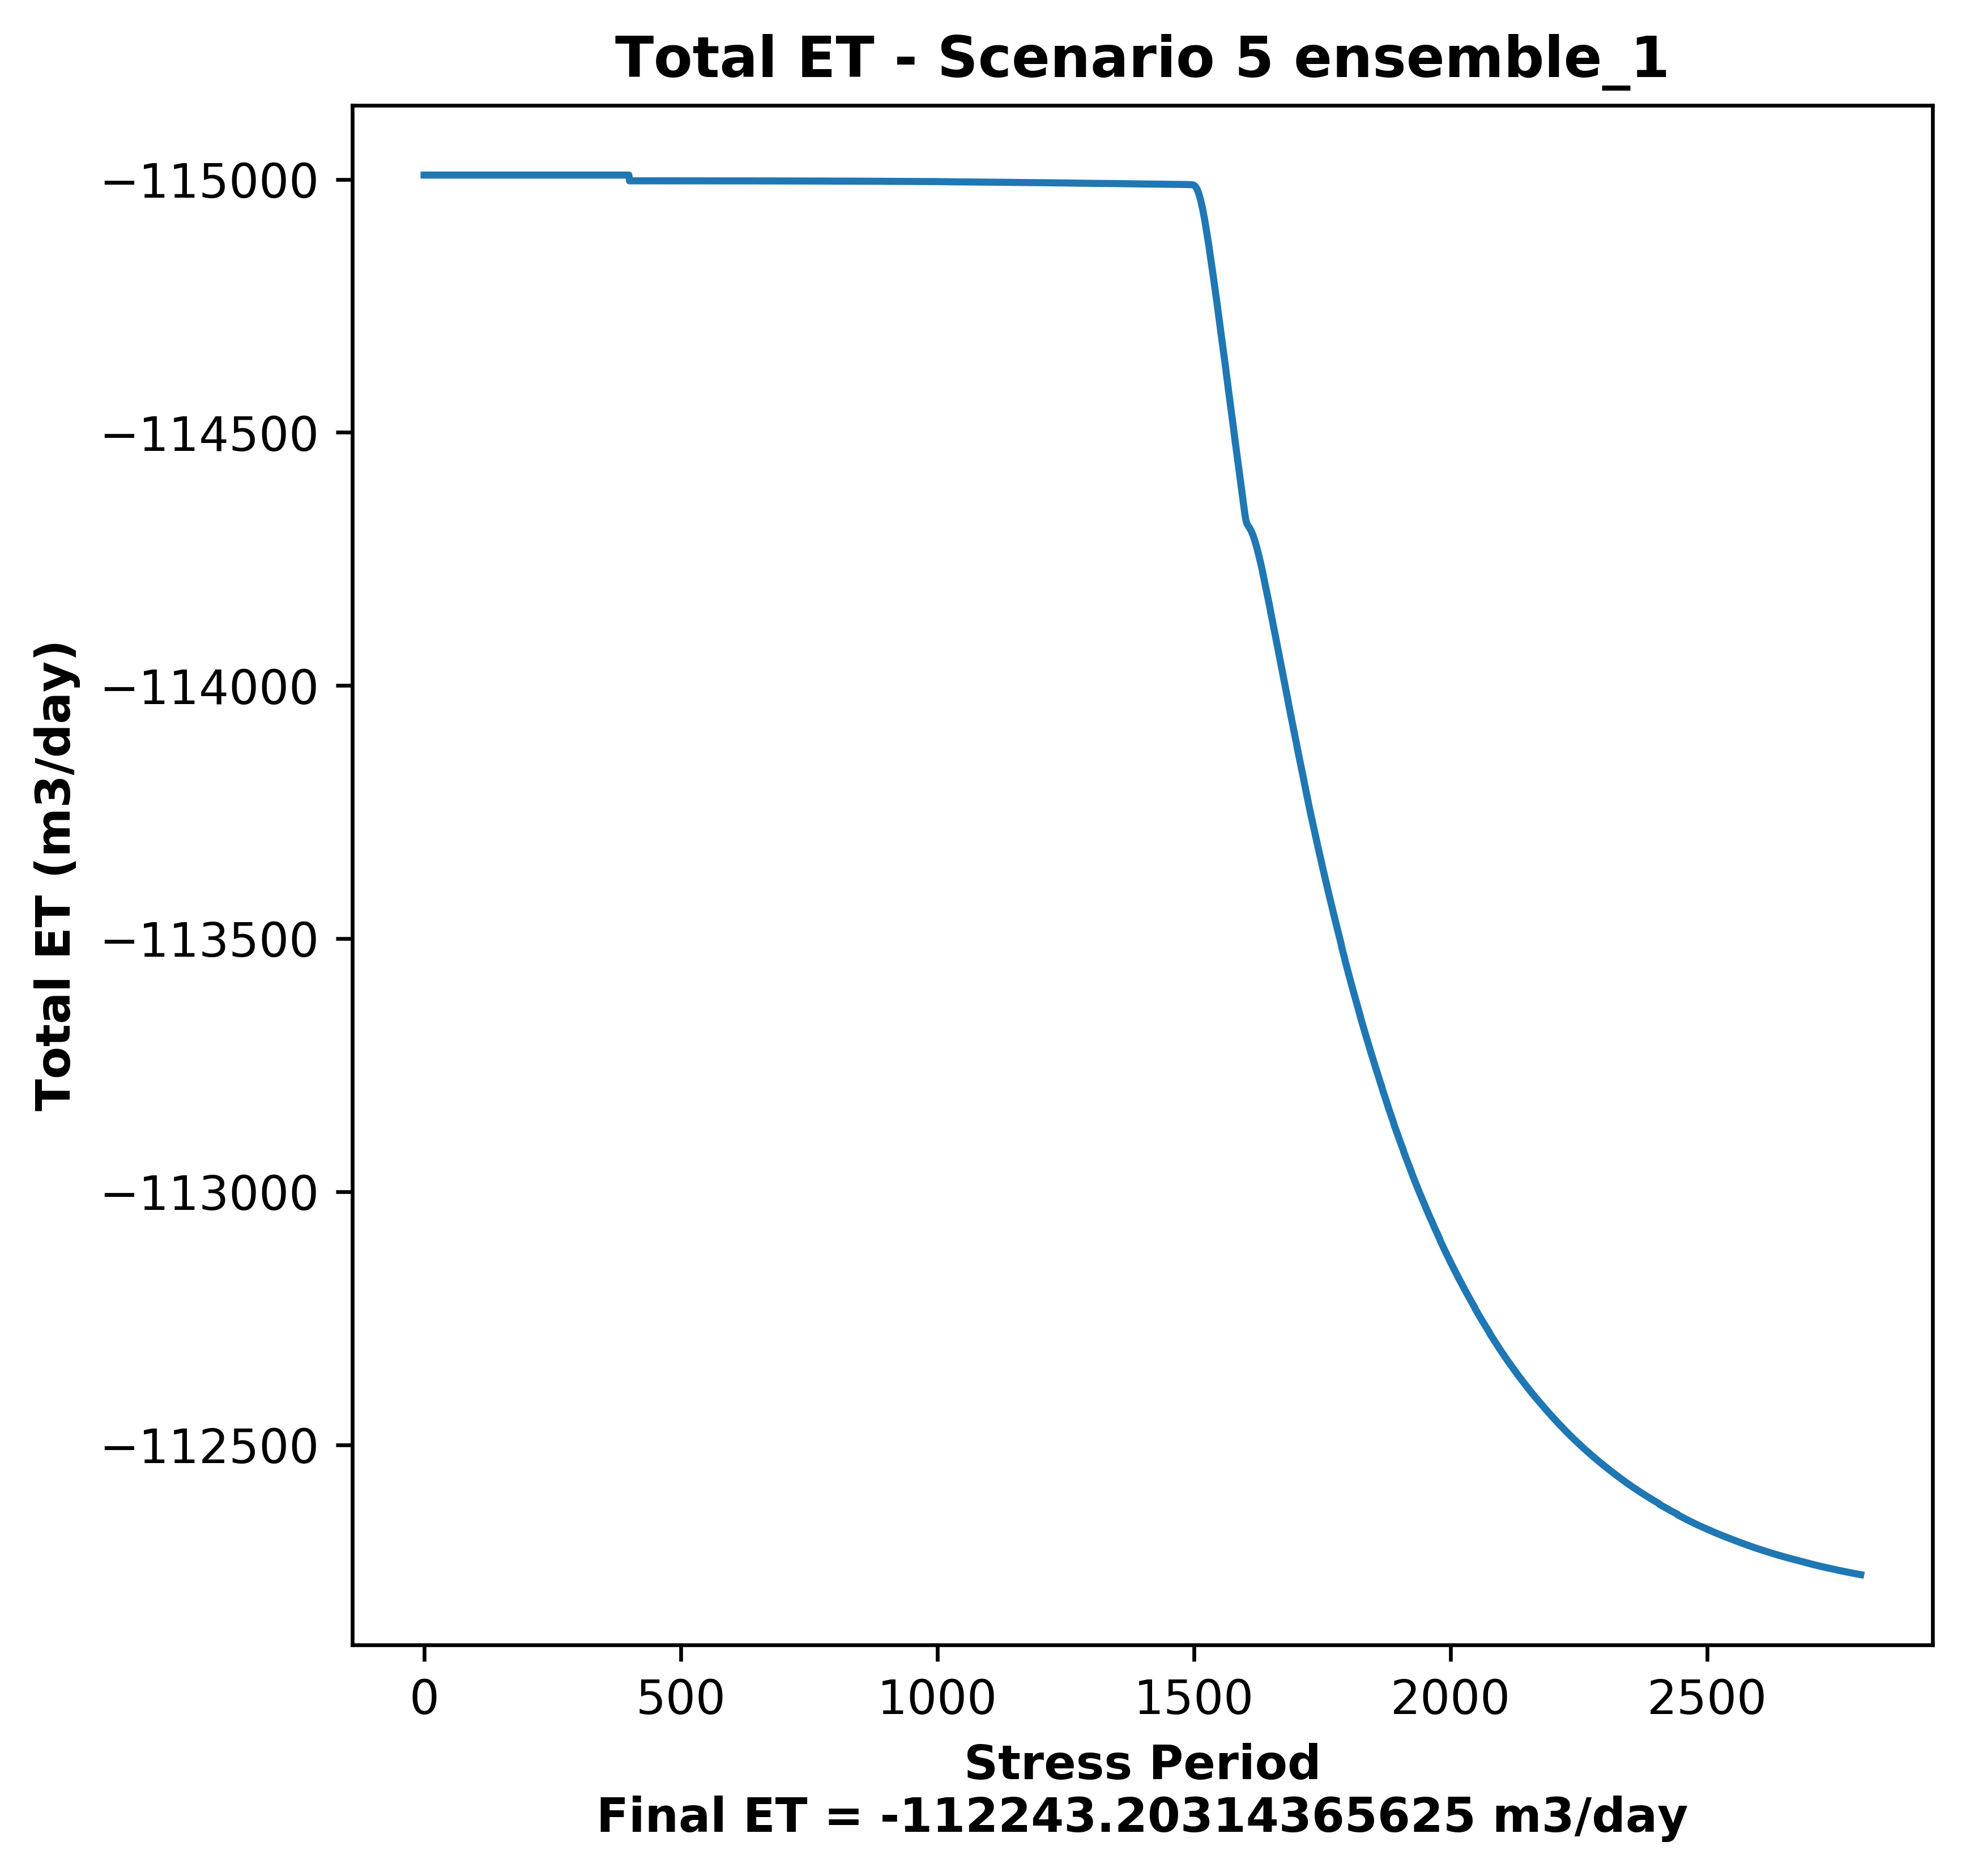 Total ET - Scenario 5 ensemble_1
Total ET (m3/day)
−115000
−114500
−114000
−113500
−113000
−112500
0 500 1000 1500 2000 2500
Stress Period
Final ET = -112243.20314365625 m3/day